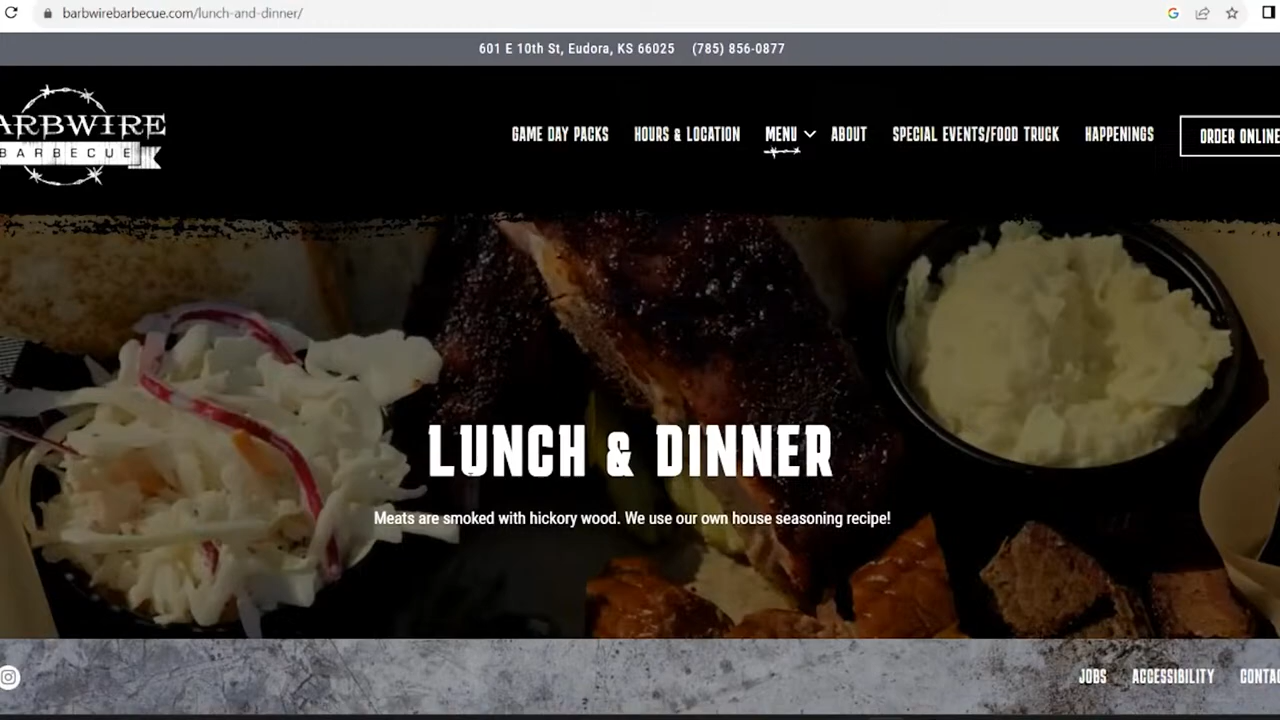 barbwirebarbecue.com/lunch-and-dinner/
601 E 10th St, Eudora, KS 66025 (785) 856-0877
ARBWIRE
BARBECUE
GAME DAY PACKS HOURS & LOCATION MENU ABOUT SPECIAL EVENTS/FOOD TRUCK HAPPENINGS ORDER ONLINE
LUNCH & DINNER
Meats are smoked with hickory wood. We use our own house seasoning recipe!
JOBS ACCESSIBILITY CONTAC